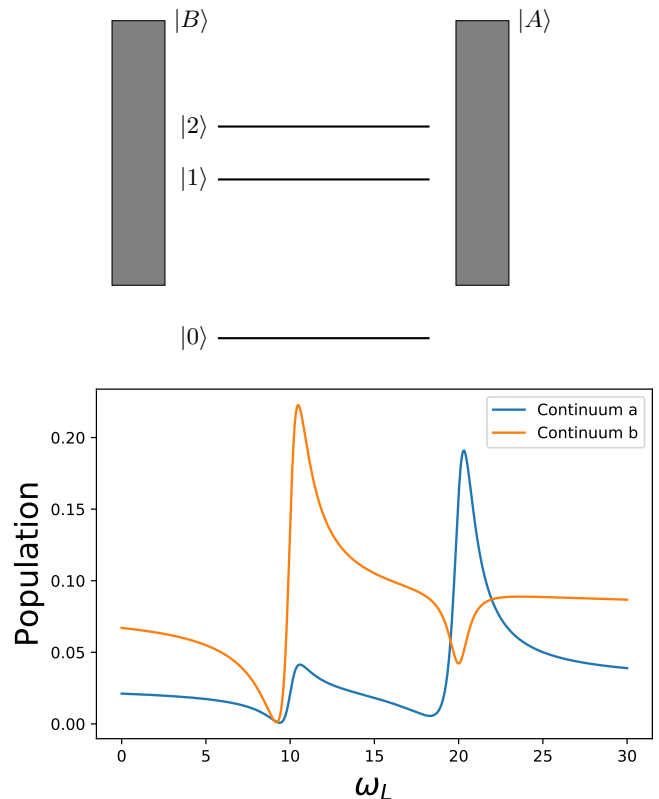 |B⟩
|A⟩
|2⟩
|1⟩
|0⟩
Continuum a
Continuum b
0.20
0.15
0.10
0.05
0.00
Population
0 5 10 15 20 25 30
ω_L